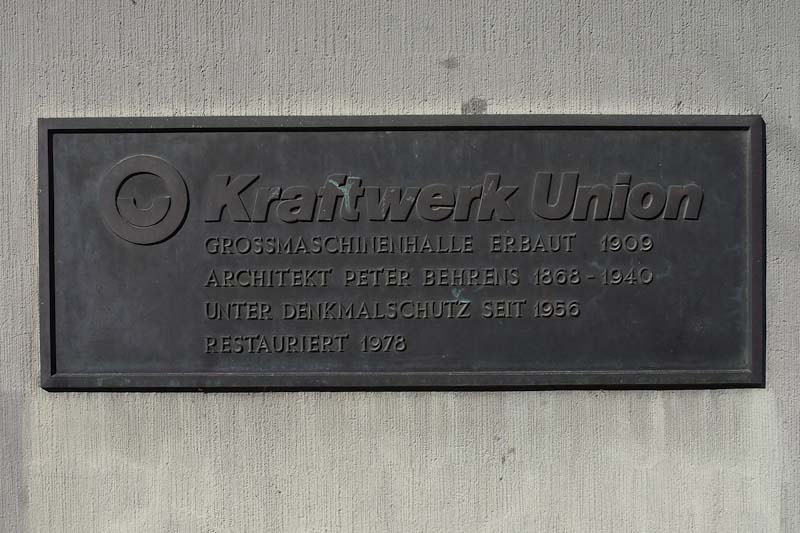 Kraftwerk Union
GROSSMASCHINENHALLE ERBAUT 1909
ARCHITEKT PETER BEHRENS 1868-1940
UNTER DENKMALSCHUTZ SEIT 1956
RESTAURIERT 1978